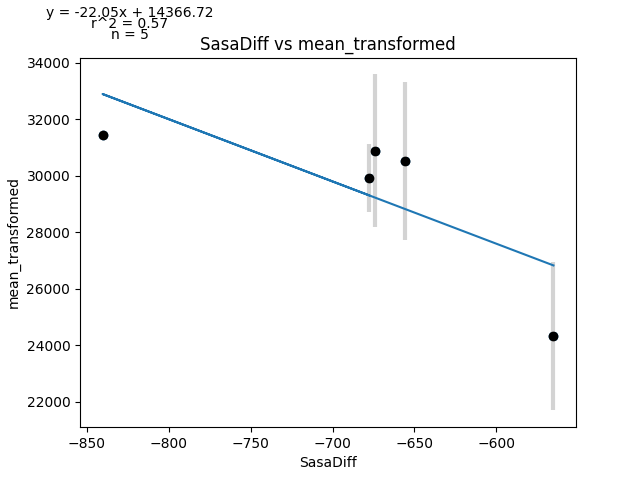 y = -22.05x + 14366.72
r^2 = 0.57
n = 5
SasaDiff vs mean_transformed
34000
32000
30000
28000
26000
24000
22000
mean_transformed
−850
−800
−750
−700
−650
−600
SasaDiff